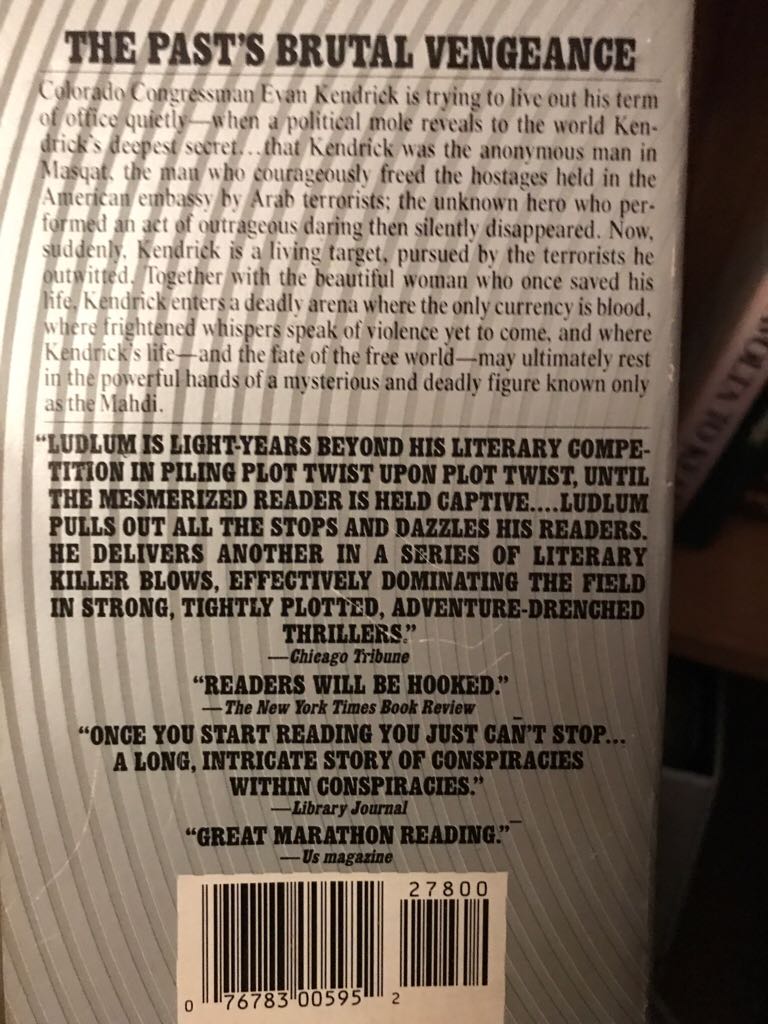 THE PAST'S BRUTAL VENGEANCE
Colorado Congressman Evan Kendrick is trying to live out his term
of office quietly—when a political mole reveals to the world Ken-
drick's deepest secret...that Kendrick was the anonymous man in
Masqat, the man who courageously freed the hostages held in the
American embassy by Arab terrorists; the unknown hero who per-
formed an act of outrageous daring then silently disappeared. Now,
suddenly, Kendrick is a living target, pursued by the terrorists he
outwitted. Together with the beautiful woman who once saved his
life, Kendrick enters a deadly arena where the only currency is blood,
where frightened whispers speak of violence yet to come, and where
Kendrick's life—and the fate of the free world—may ultimately rest
in the powerful hands of a mysterious and deadly figure known only
as the Mahdi.
"LUDLUM IS LIGHT-YEARS BEYOND HIS LITERARY COMPE-
TITION IN PILING PLOT TWIST UPON PLOT TWIST, UNTIL
THE MESMERIZED READER IS HELD CAPTIVE....LUDLUM
PULLS OUT ALL THE STOPS AND DAZZLES HIS READERS.
HE DELIVERS ANOTHER IN A SERIES OF LITERARY
KILLER BLOWS, EFFECTIVELY DOMINATING THE FIELD
IN STRONG, TIGHTLY PLOTTED, ADVENTURE-DRENCHED
THRILLERS."
—Chicago Tribune
"READERS WILL BE HOOKED."
—The New York Times Book Review
"ONCE YOU START READING YOU JUST CAN'T STOP...
A LONG, INTRICATE STORY OF CONSPIRACIES
WITHIN CONSPIRACIES."
—Library Journal
"GREAT MARATHON READING."
—Us magazine
27800
0 76783 00595 2